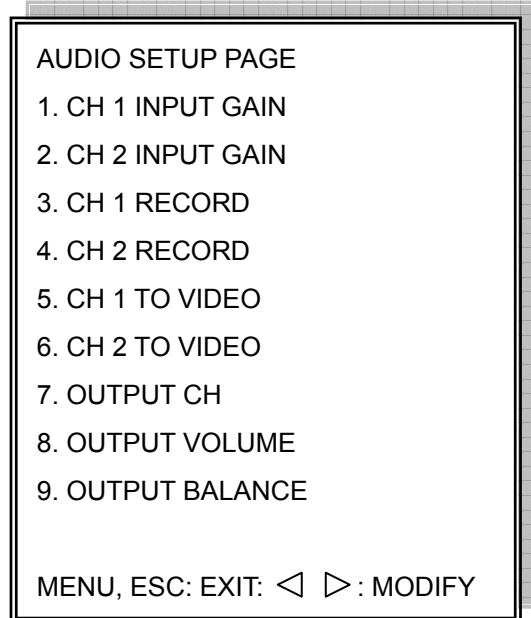 AUDIO SETUP PAGE
1. CH 1 INPUT GAIN
2. CH 2 INPUT GAIN
3. CH 1 RECORD
4. CH 2 RECORD
5. CH 1 TO VIDEO
6. CH 2 TO VIDEO
7. OUTPUT CH
8. OUTPUT VOLUME
9. OUTPUT BALANCE
MENU, ESC: EXIT: ◁ ▷ : MODIFY